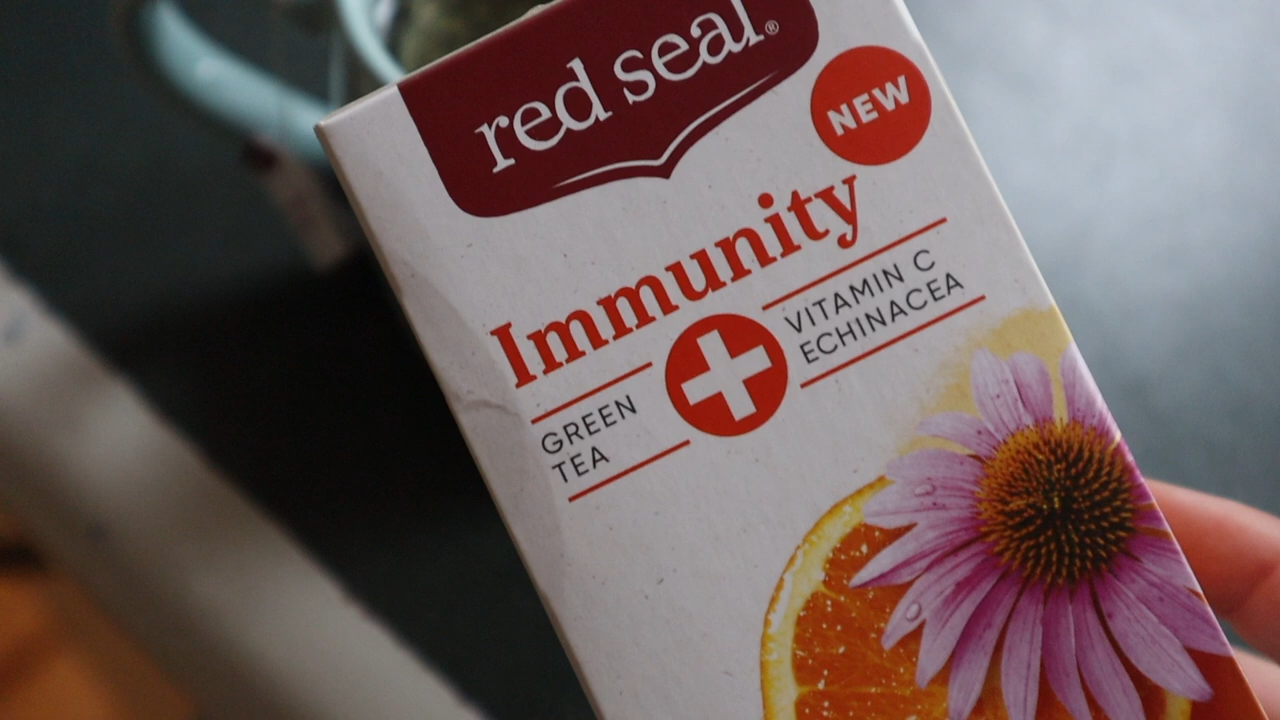 red seal®
NEW
Immunity
GREEN
TEA
VITAMIN C
ECHINACEA